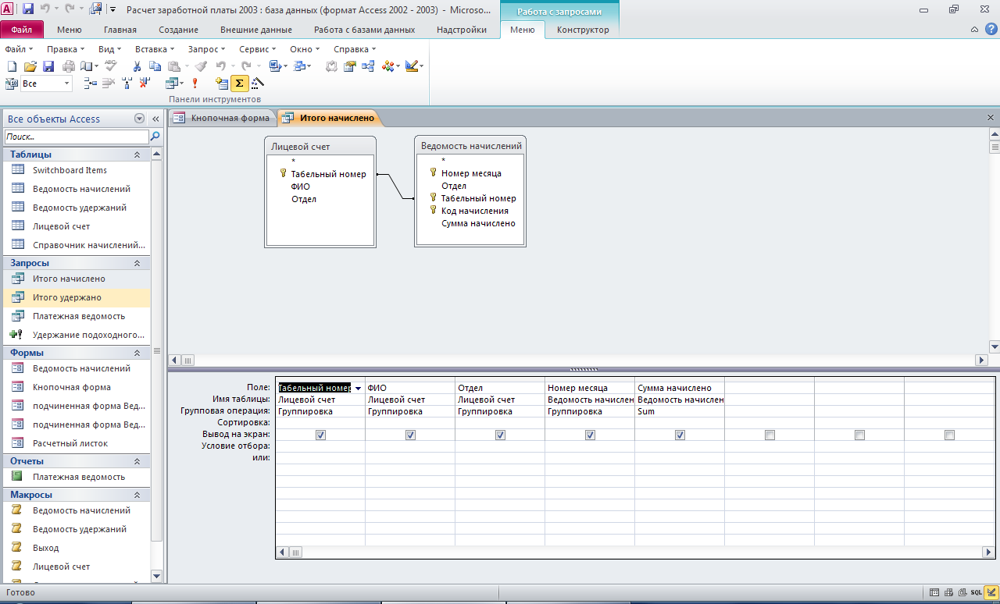 Расчет заработной платы 2003 : база данных (формат Access 2002 - 2003) - Microso...
Работа с запросами
Файл Меню Главная Создание Внешние данные Работа с базами данных Надстройки Меню Конструктор
Файл Правка Вид Вставка Запрос Сервис Окно Справка
Все
Панели инструментов
Все объекты Access
Поиск...
Таблицы
Switchboard Items
Ведомость начислений
Ведомость удержаний
Лицевой счет
Справочник начислений...
Запросы
Итого начислено
Итого удержано
Платежная ведомость
Удержание подоходного...
Формы
Ведомость начислений
Кнопочная форма
подчиненная форма Вед...
подчиненная форма Вед...
Расчетный листок
Отчеты
Платежная ведомость
Макросы
Ведомость начислений
Ведомость удержаний
Выход
Лицевой счет
Кнопочная форма Итого начислено
Лицевой счет
*
Табельный номер
ФИО
Отдел
Ведомость начислений
*
Номер месяца
Отдел
Табельный номер
Код начисления
Сумма начислено
Поле: Табельный номер ФИО Отдел Номер месяца Сумма начислено
Имя таблицы: Лицевой счет Лицевой счет Лицевой счет Ведомость начислен Ведомость начислен
Групповая операция: Группировка Группировка Группировка Группировка Sum
Сортировка:
Вывод на экран:
Условие отбора:
или:
Готово
SQL